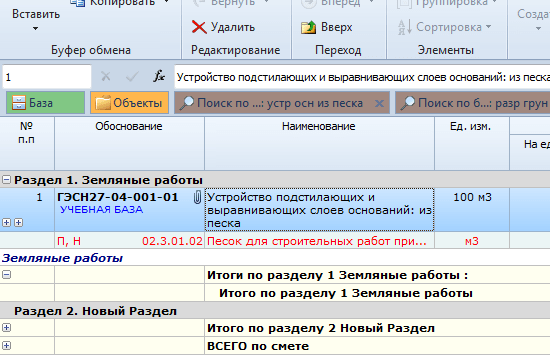 Копировать
Вернуть
Вперед
Группировка
Вставить
Удалить
Вверх
Сортировка
Создать
Буфер обмена
Редактирование
Переход
Элементы
1
fx
Устройство подстилающих и выравнивающих слоев оснований: из песка
База
Объекты
Поиск по ...: устр осн из песка
Поиск по б...: разр грун
№ п.п
Обоснование
Наименование
Ед. изм.
На ед
Раздел 1. Земляные работы
1
ГЭСН27-04-001-01
Устройство подстилающих и
100 м3
УЧЕБНАЯ БАЗА
выравнивающих слоев оснований: из
песка
П, Н
02.3.01.02
Песок для строительных работ при...
м3
Земляные работы
Итоги по разделу 1 Земляные работы :
Итого по разделу 1 Земляные работы
Раздел 2. Новый Раздел
Итого по разделу 2 Новый Раздел
ВСЕГО по смете